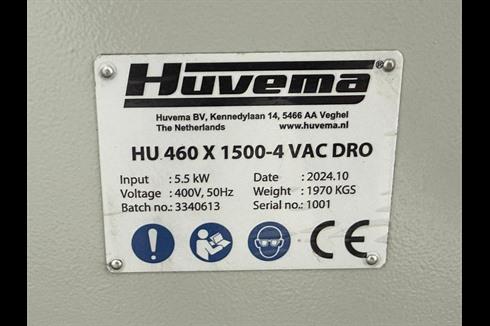 Huvema®
Huvema BV, Kennedylaan 14, 5466 AA Veghel
The Netherlands www.huvema.nl
HU 460 X 1500-4 VAC DRO
Input : 5.5 kW Date : 2024.10
Voltage : 400V, 50Hz Weight : 1970 KGS
Batch no.: 3340613 Serial no.: 1001
CE